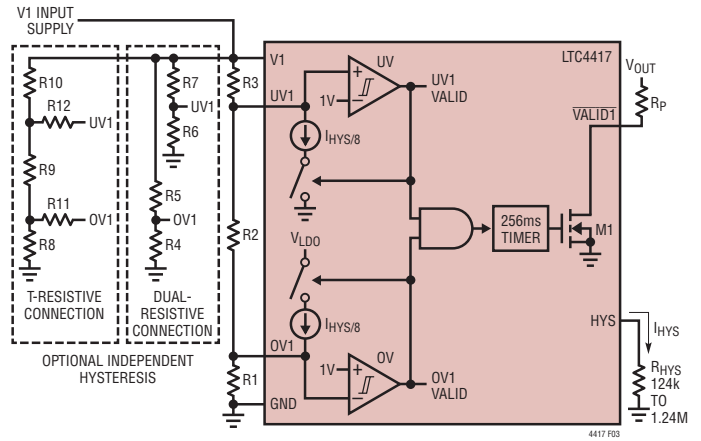 V1 INPUT
SUPPLY
R10
R12
UV1
R9
R11
OV1
R8
T-RESISTIVE
CONNECTION
R7
UV1
R6
R5
OV1
R4
DUAL-
RESISTIVE
CONNECTION
OPTIONAL INDEPENDENT
HYSTERESIS
R3
R2
R1
V1
UV1
OV1
GND
LTC4417
UV
1V
UV1
VALID
IHYS/8
VLDO
IHYS/8
OV
1V
OV1
VALID
256ms
TIMER
M1
VALID1
VOUT
RP
HYS
IHYS
RHYS
124k
TO
1.24M
4417 F03